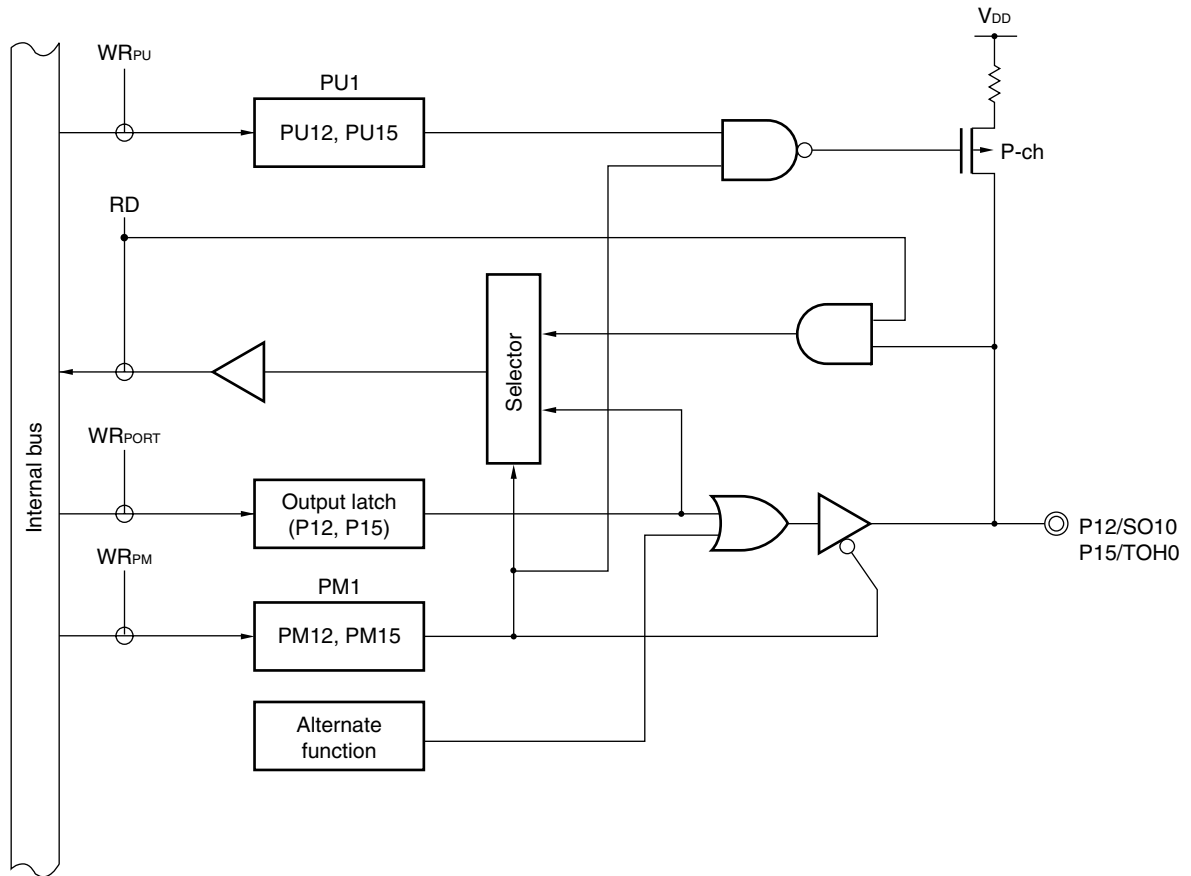 VDD
WRPU
PU1
PU12, PU15
P-ch
RD
Selector
WRPORT
Internal bus
Output latch
(P12, P15)
P12/SO10
P15/TOH0
WRPM
PM1
PM12, PM15
Alternate
function